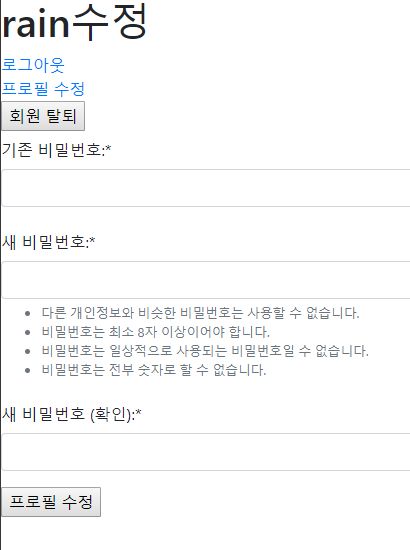 rain수정
로그아웃
프로필 수정
회원 탈퇴
기존 비밀번호:*
새 비밀번호:*
다른 개인정보와 비슷한 비밀번호는 사용할 수 없습니다.
비밀번호는 최소 8자 이상이어야 합니다.
비밀번호는 일상적으로 사용되는 비밀번호일 수 없습니다.
비밀번호는 전부 숫자로 할 수 없습니다.
새 비밀번호 (확인):*
프로필 수정